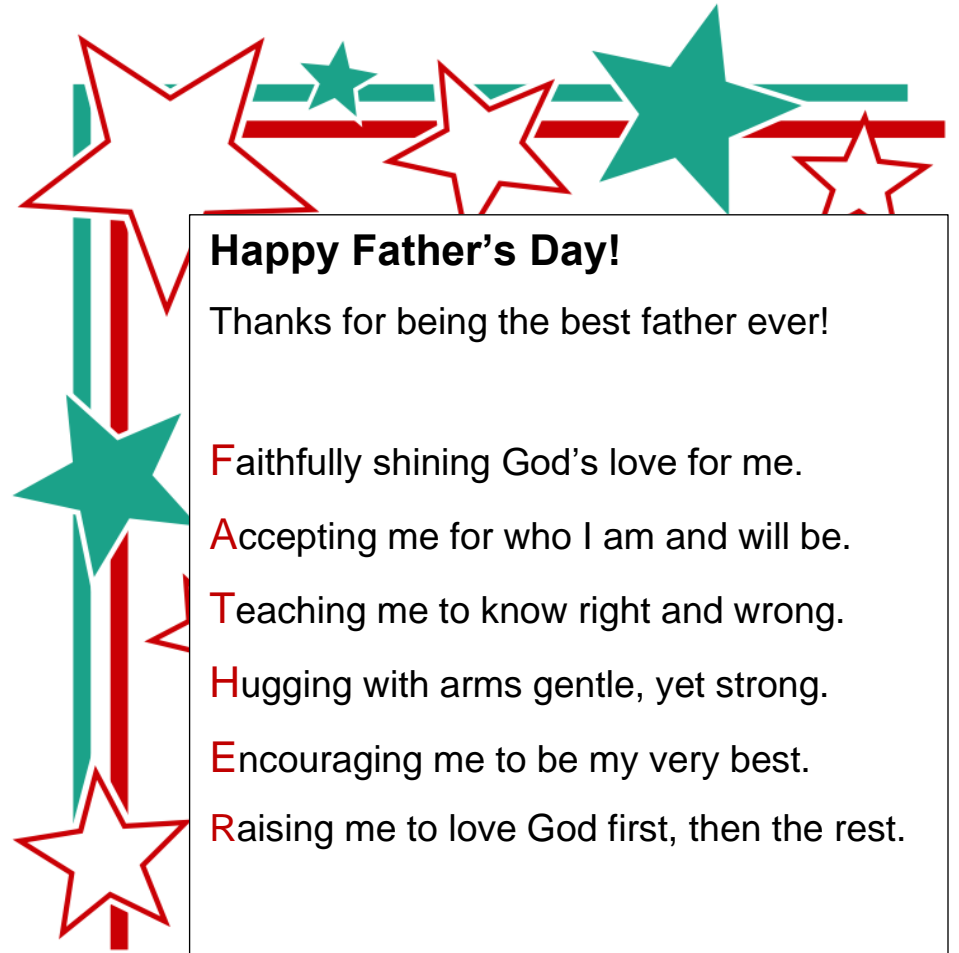 Happy Father’s Day!
Thanks for being the best father ever!
Faithfully shining God’s love for me.
Accepting me for who I am and will be.
Teaching me to know right and wrong.
Hugging with arms gentle, yet strong.
Encouraging me to be my very best.
Raising me to love God first, then the rest.